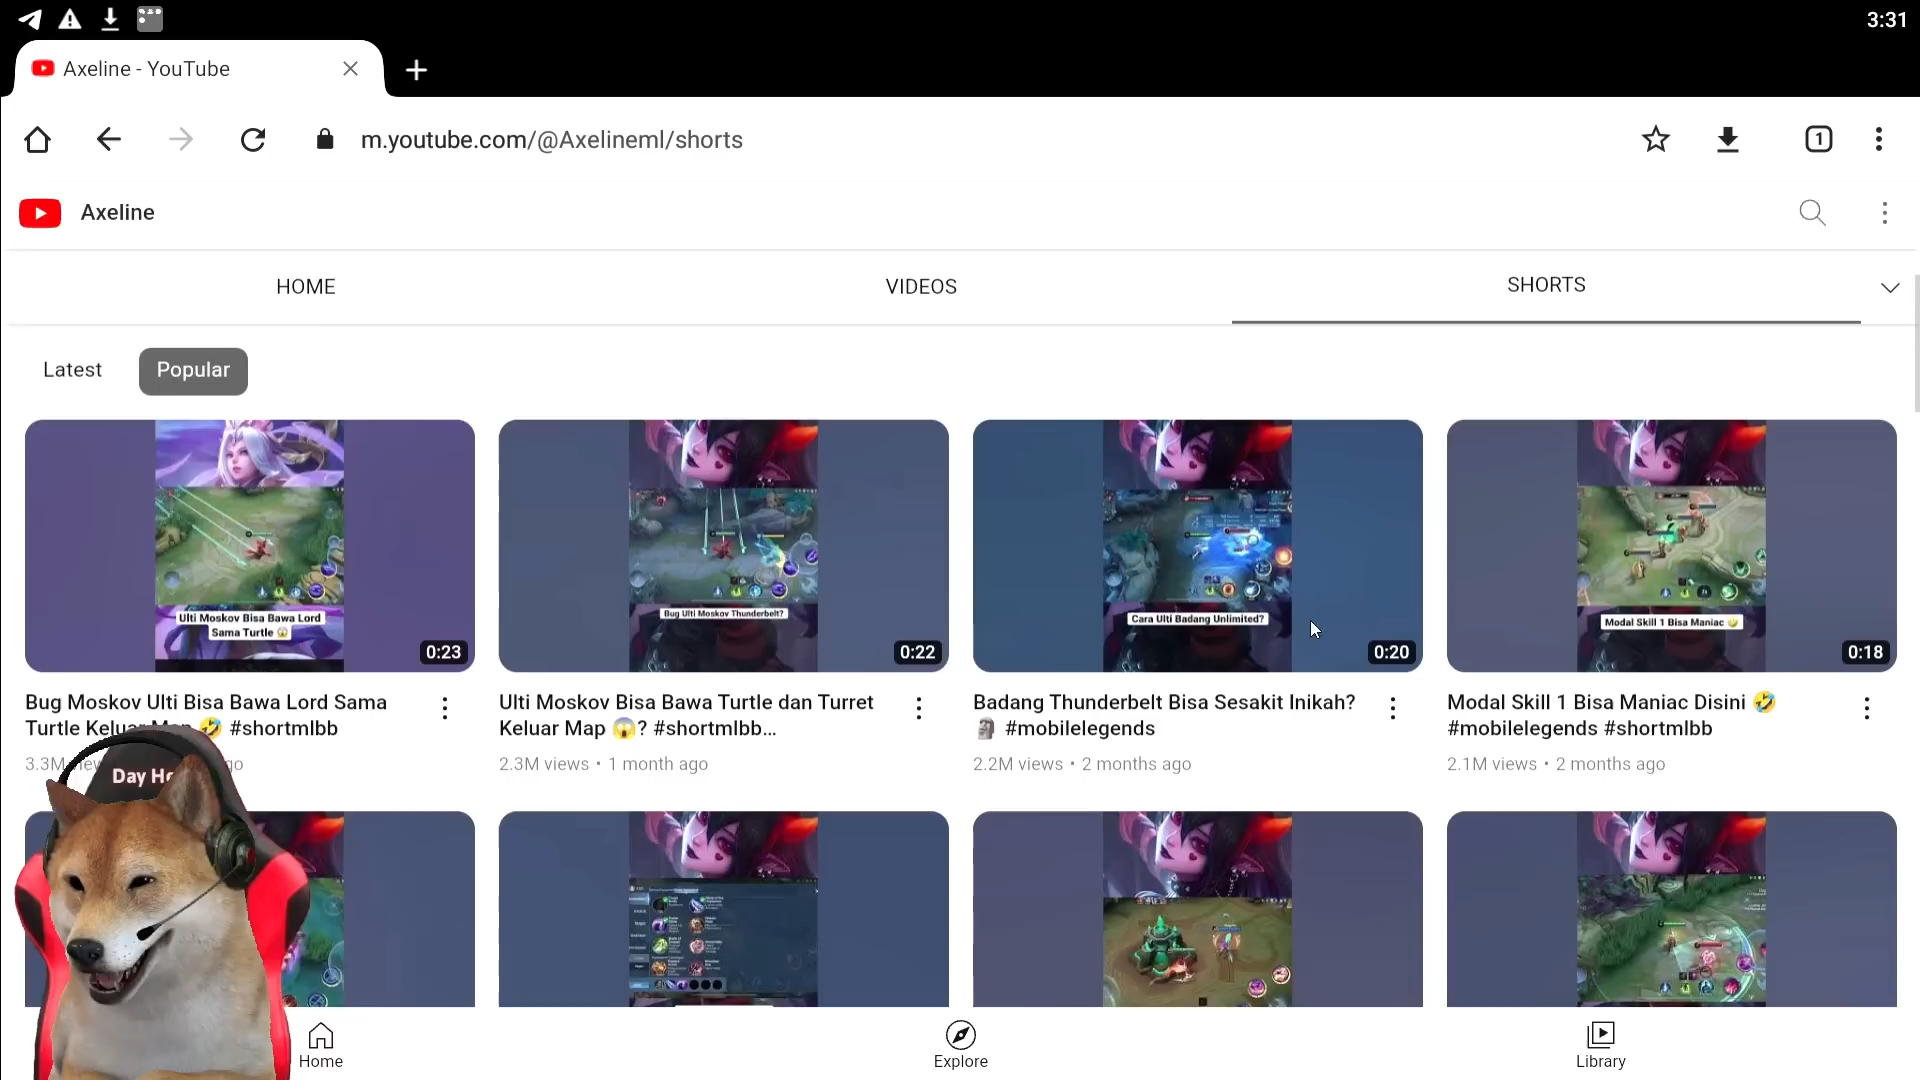 3:31
Axeline - YouTube
m.youtube.com/@Axelineml/shorts
1
Axeline
HOME
VIDEOS
SHORTS
Latest
Popular
Ulti Moskov Bisa Bawa Lord
Sama Turtle 😱
0:23
Bug Ulti Moskov Thunderbelt?
0:22
Cara Ulti Badang Unlimited?
0:20
Modal Skill 1 Bisa Maniac 🤣
0:18
Bug Moskov Ulti Bisa Bawa Lord Sama
Turtle 🤣 #shortmlbb
Ulti Moskov Bisa Bawa Turtle dan Turret
Keluar Map 😱? #shortmlbb...
2.3M views • 1 month ago
Badang Thunderbelt Bisa Sesakit Inikah?
🗿 #mobilelegends
2.2M views • 2 months ago
Modal Skill 1 Bisa Maniac Disini 🤣
#mobilelegends #shortmlbb
2.1M views • 2 months ago
3.3M
Day
Home
Explore
Library